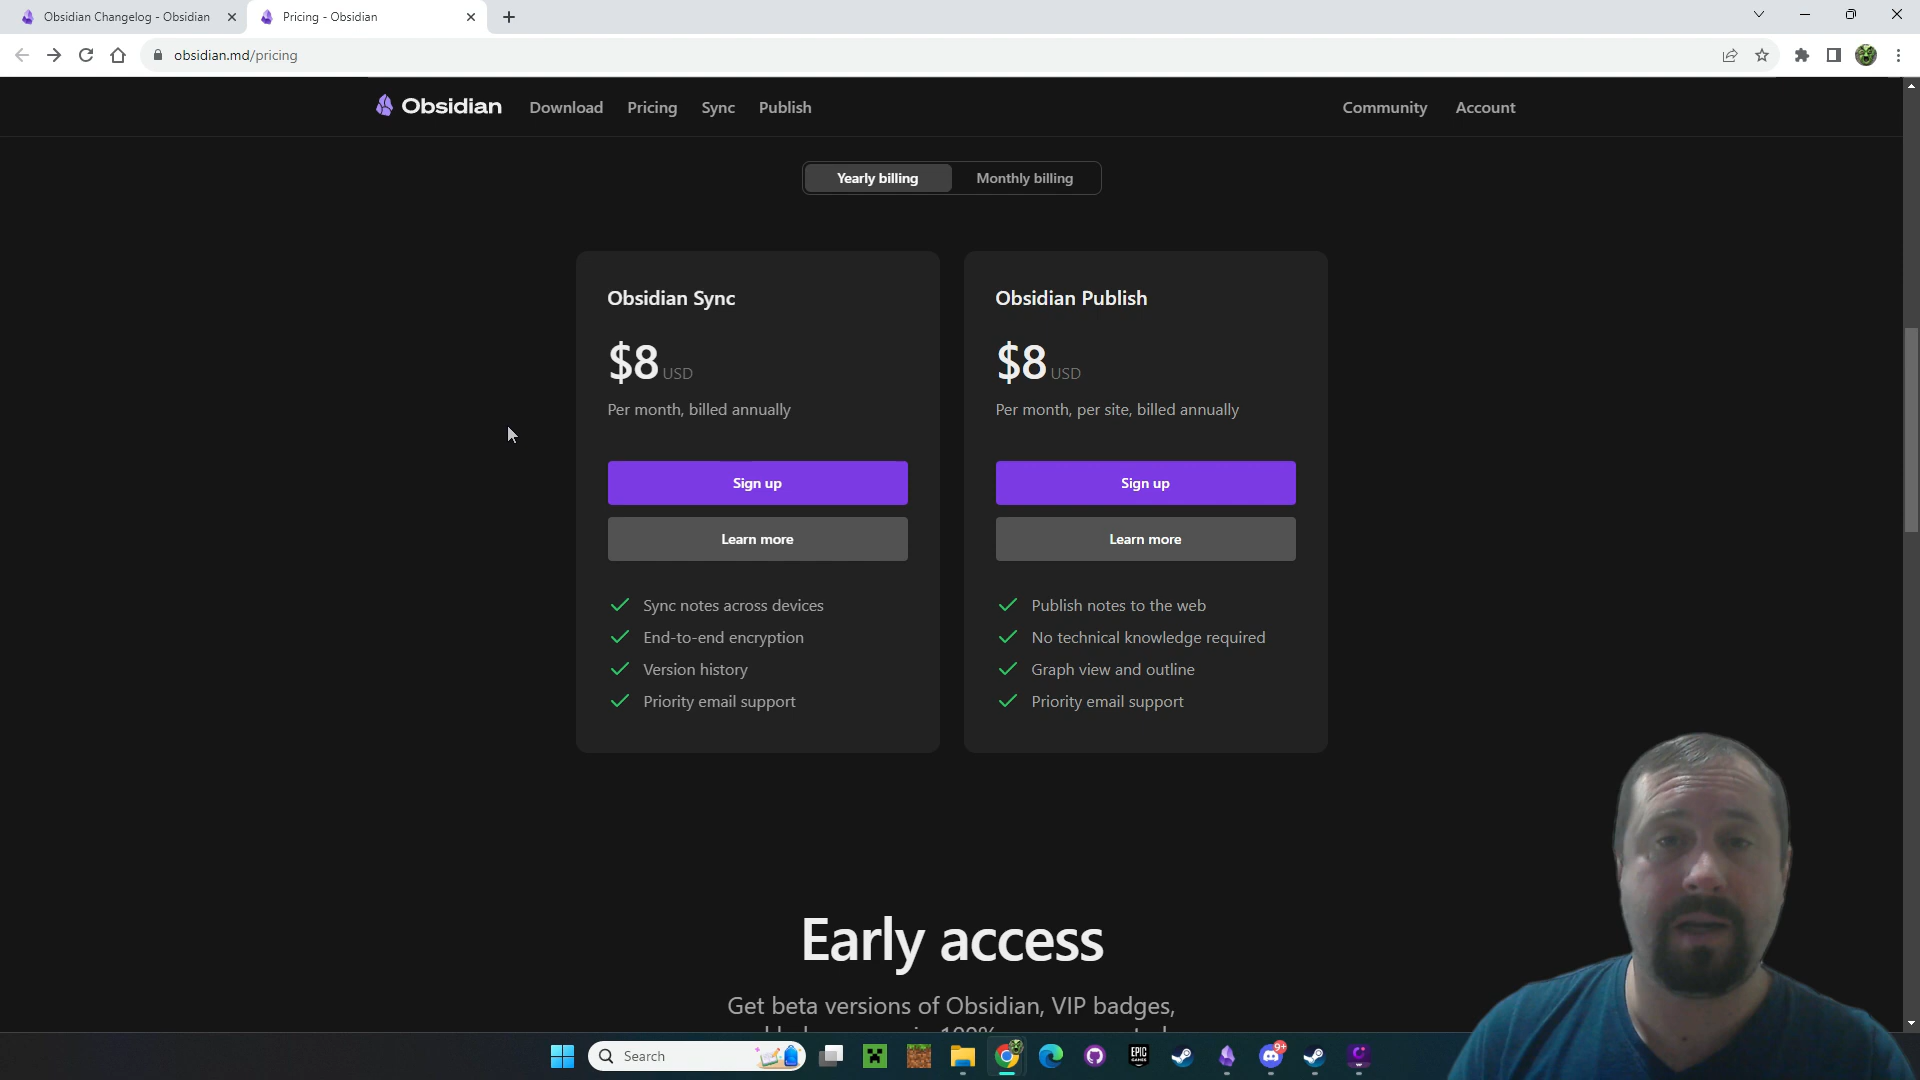 Obsidian Changelog - Obsidian
Pricing - Obsidian
obsidian.md/pricing
Obsidian
Download
Pricing
Sync
Publish
Community
Account
Yearly billing
Monthly billing
Obsidian Sync
$8 USD
Per month, billed annually
Sign up
Learn more
Sync notes across devices
End-to-end encryption
Version history
Priority email support
Obsidian Publish
$8 USD
Per month, per site, billed annually
Sign up
Learn more
Publish notes to the web
No technical knowledge required
Graph view and outline
Priority email support
Early access
Get beta versions of Obsidian, VIP badges,
Search
EPIC
GAMES
9+